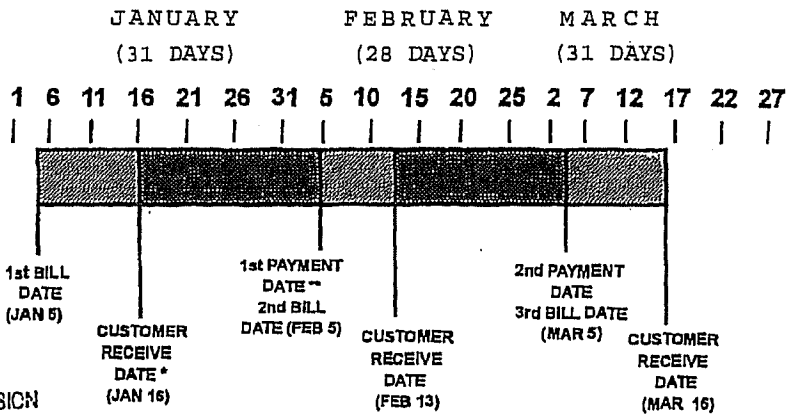 JANUARY FEBRUARY MARCH
(31 DAYS) (28 DAYS) (31 DAYS)
1 6 11 16 21 26 31 5 10 15 20 25 2 7 12 17 22 27
1st BILL
DATE
(JAN 5)
CUSTOMER
RECEIVE
DATE *
(JAN 16)
1st PAYMENT
DATE **
2nd BILL
DATE (FEB 5)
CUSTOMER
RECEIVE
DATE
(FEB 13)
2nd PAYMENT
DATE
3rd BILL DATE
(MAR 5)
CUSTOMER
RECEIVE
DATE
(MAR 16)
SION